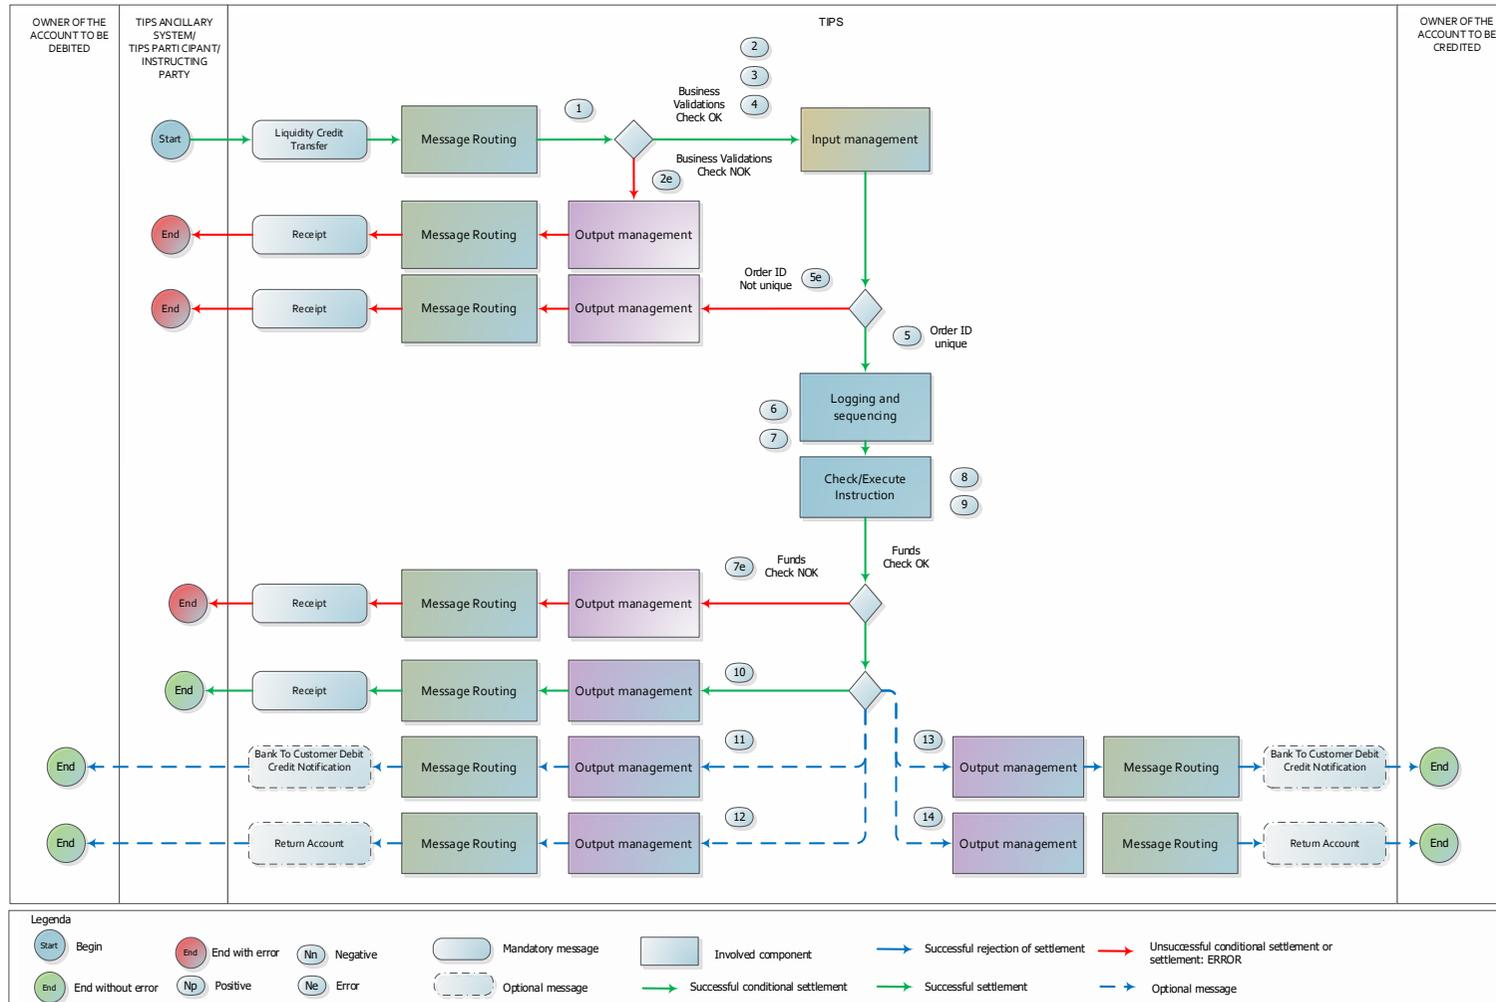 OWNER OF THE
ACCOUNT TO BE
DEBITED
TIPS ANCILLARY
SYSTEM/
TIPS PARTICIPANT/
INSTRUCTING
PARTY
TIPS
OWNER OF THE
ACCOUNT TO BE
CREDITED
2
3
4
1
Business
Validations
Check OK
Start
Liquidity Credit
Transfer
Message Routing
Input management
Business Validations
Check NOK
2e
End
Receipt
Message Routing
Output management
Order ID
Not unique
5e
End
Receipt
Message Routing
Output management
5
Order ID
unique
Logging and
sequencing
6
7
Check/Execute
Instruction
8
9
7e
Funds
Check NOK
Funds
Check OK
End
Receipt
Message Routing
Output management
10
End
Receipt
Message Routing
Output management
11
13
End
Bank To Customer Debit
Credit Notification
Message Routing
Output management
Output management
Message Routing
Bank To Customer Debit
Credit Notification
End
12
14
End
Return Account
Message Routing
Output management
Output management
Message Routing
Return Account
End
Legenda
Start
Begin
End
End with error
Nn
Negative
Mandatory message
Involved component
Successful rejection of settlement
Unsuccessful conditional settlement or
settlement: ERROR
End
End without error
Np
Positive
Ne
Error
Optional message
Successful conditional settlement
Successful settlement
Optional message